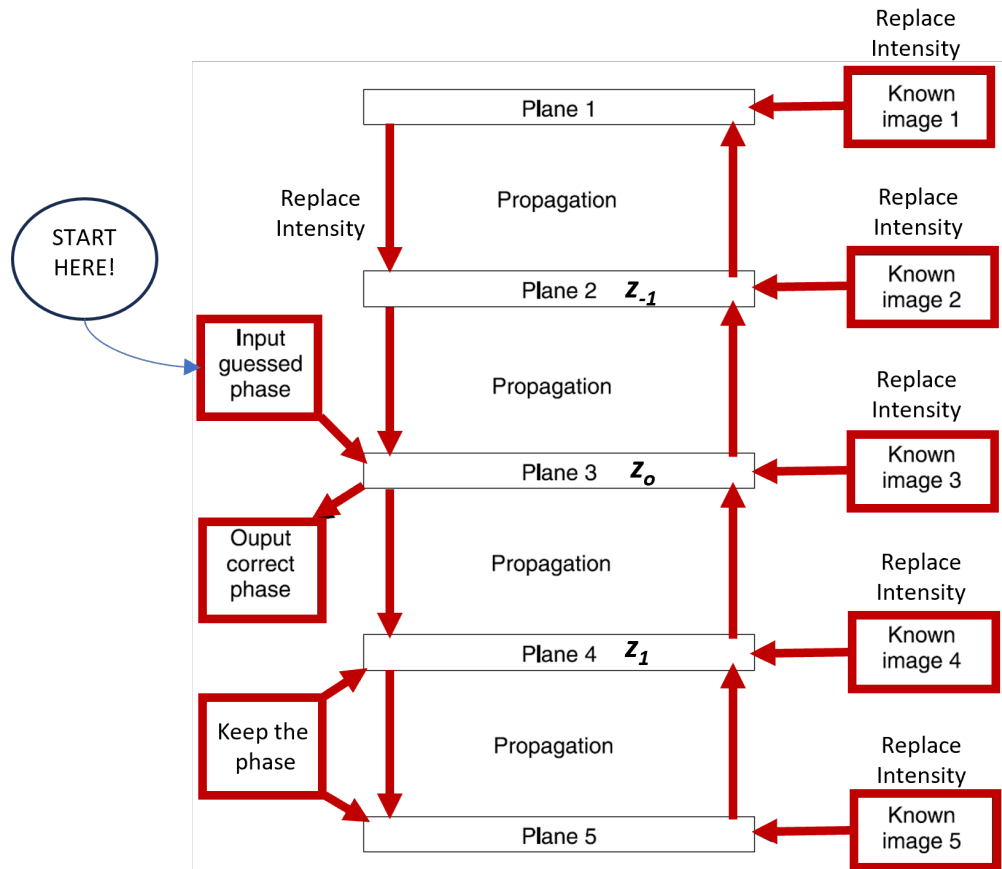 Replace
Intensity
Known
image 1
Plane 1
Replace
Intensity
Propagation
START
HERE!
Replace
Intensity
Known
image 2
Plane 2 z-1
Input
guessed
phase
Propagation
Replace
Intensity
Known
image 3
Plane 3 zo
Ouput
correct
phase
Propagation
Replace
Intensity
Known
image 4
Plane 4 z1
Keep the
phase
Propagation
Replace
Intensity
Known
image 5
Plane 5